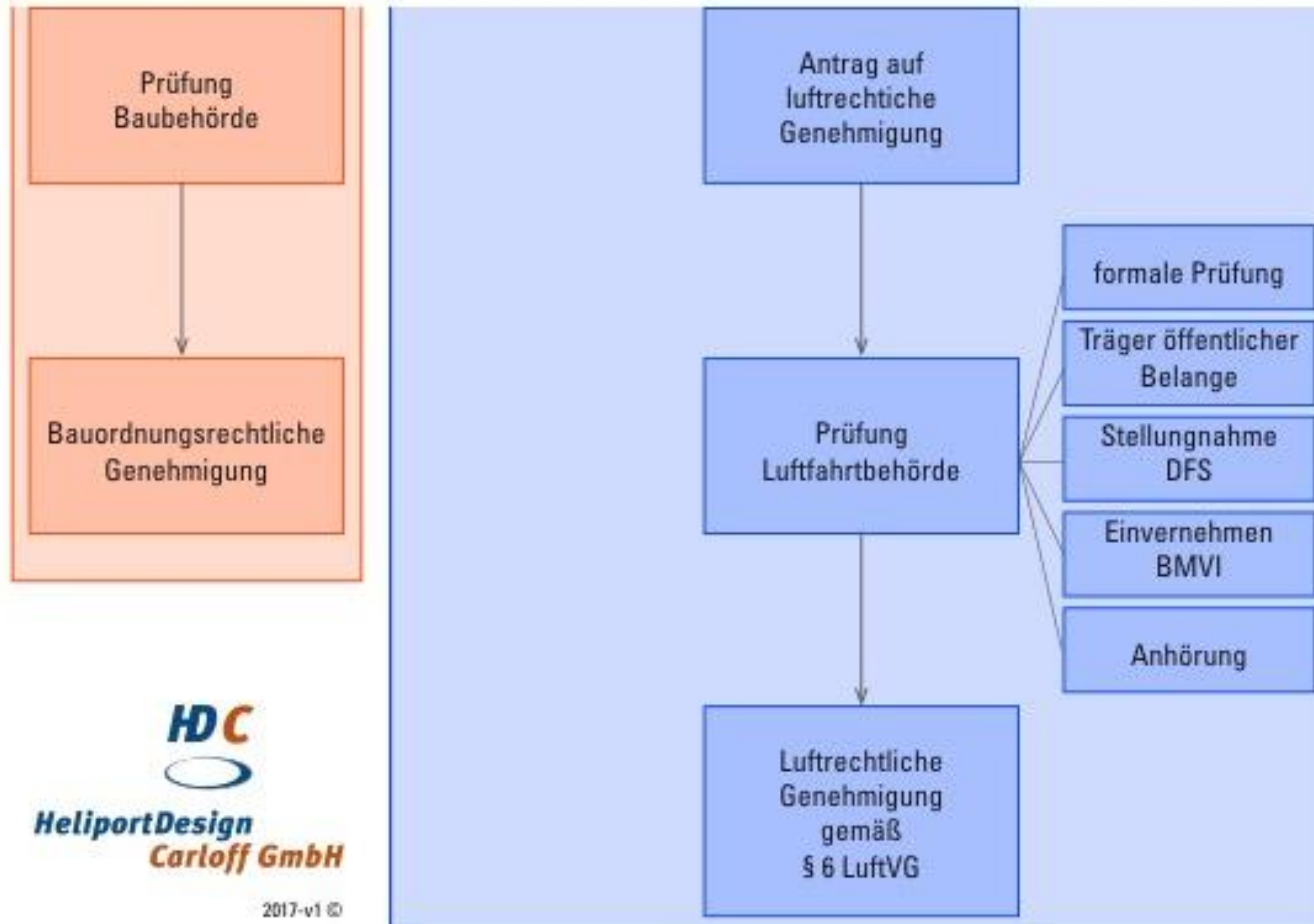 Prüfung
Baubehörde
Bauordnungsrechtliche
Genehmigung
Antrag auf
luftrechtiche
Genehmigung
Prüfung
Luftfahrtbehörde
formale Prüfung
Träger öffentlicher
Belange
Stellungnahme
DFS
Einvernehmen
BMVI
Anhörung
Luftrechtliche
Genehmigung
gemäß
§ 6 LuftVG
HDC
HeliportDesign
Carloff GmbH
2017-v1 ©